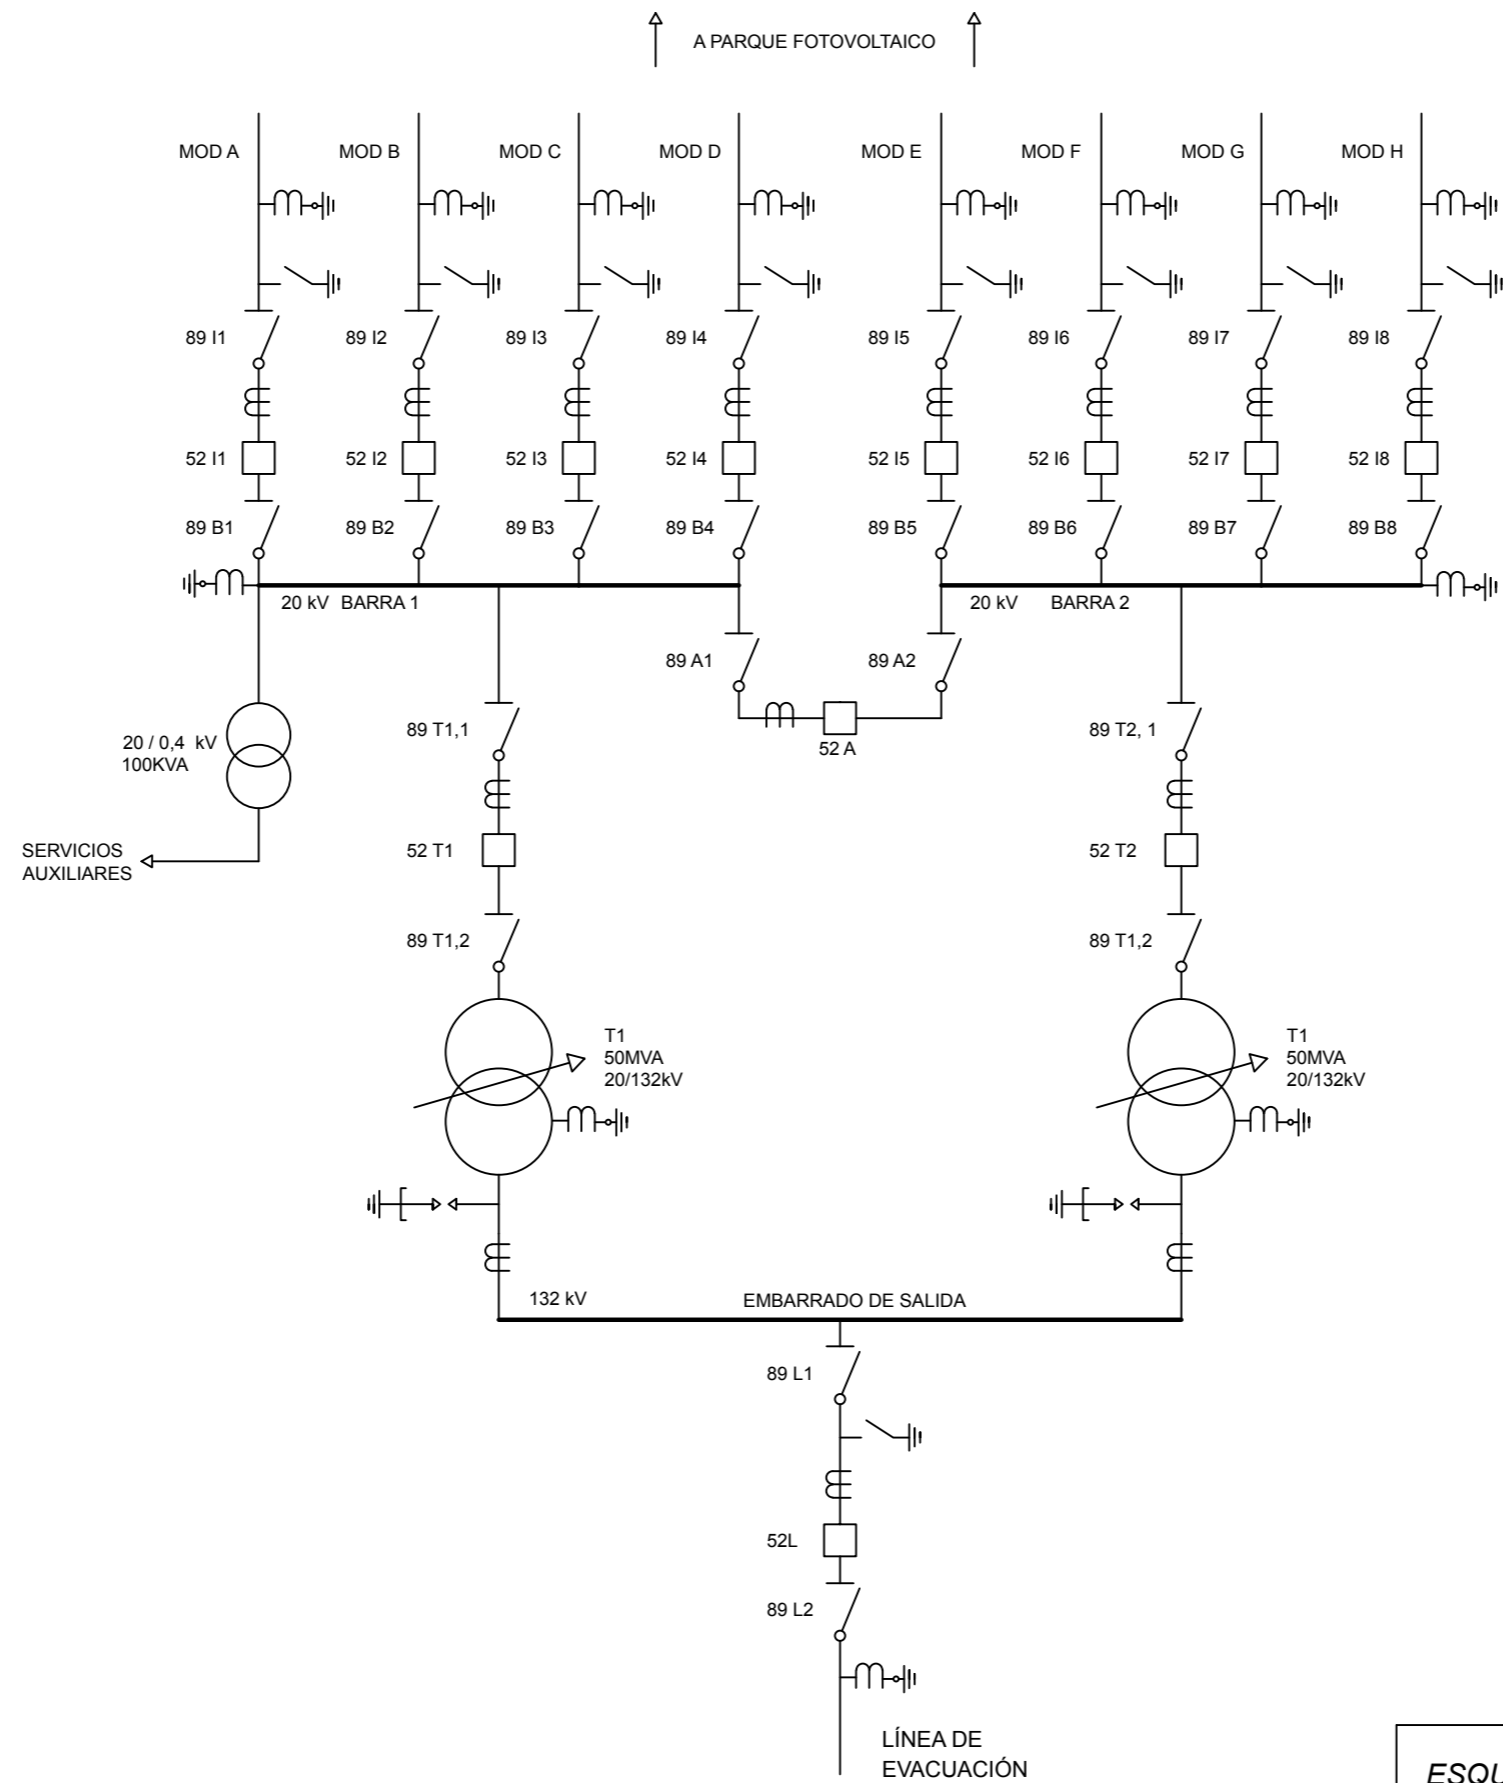 A PARQUE FOTOVOLTAICO
MOD A
MOD B
MOD C
MOD D
MOD E
MOD F
MOD G
MOD H
89 I1
89 I2
89 I3
89 I4
89 I5
89 I6
89 I7
89 I8
52 I1
52 I2
52 I3
52 I4
52 I5
52 I6
52 I7
52 I8
89 B1
89 B2
89 B3
89 B4
89 B5
89 B6
89 B7
89 B8
20 kV BARRA 1
20 kV BARRA 2
89 A1
89 A2
52 A
20 / 0,4 kV
100KVA
89 T1,1
89 T2, 1
SERVICIOS
AUXILIARES
52 T1
52 T2
89 T1,2
89 T1,2
T1
50MVA
20/132kV
T1
50MVA
20/132kV
132 kV
EMBARRADO DE SALIDA
89 L1
52L
89 L2
LÍNEA DE
EVACUACIÓN